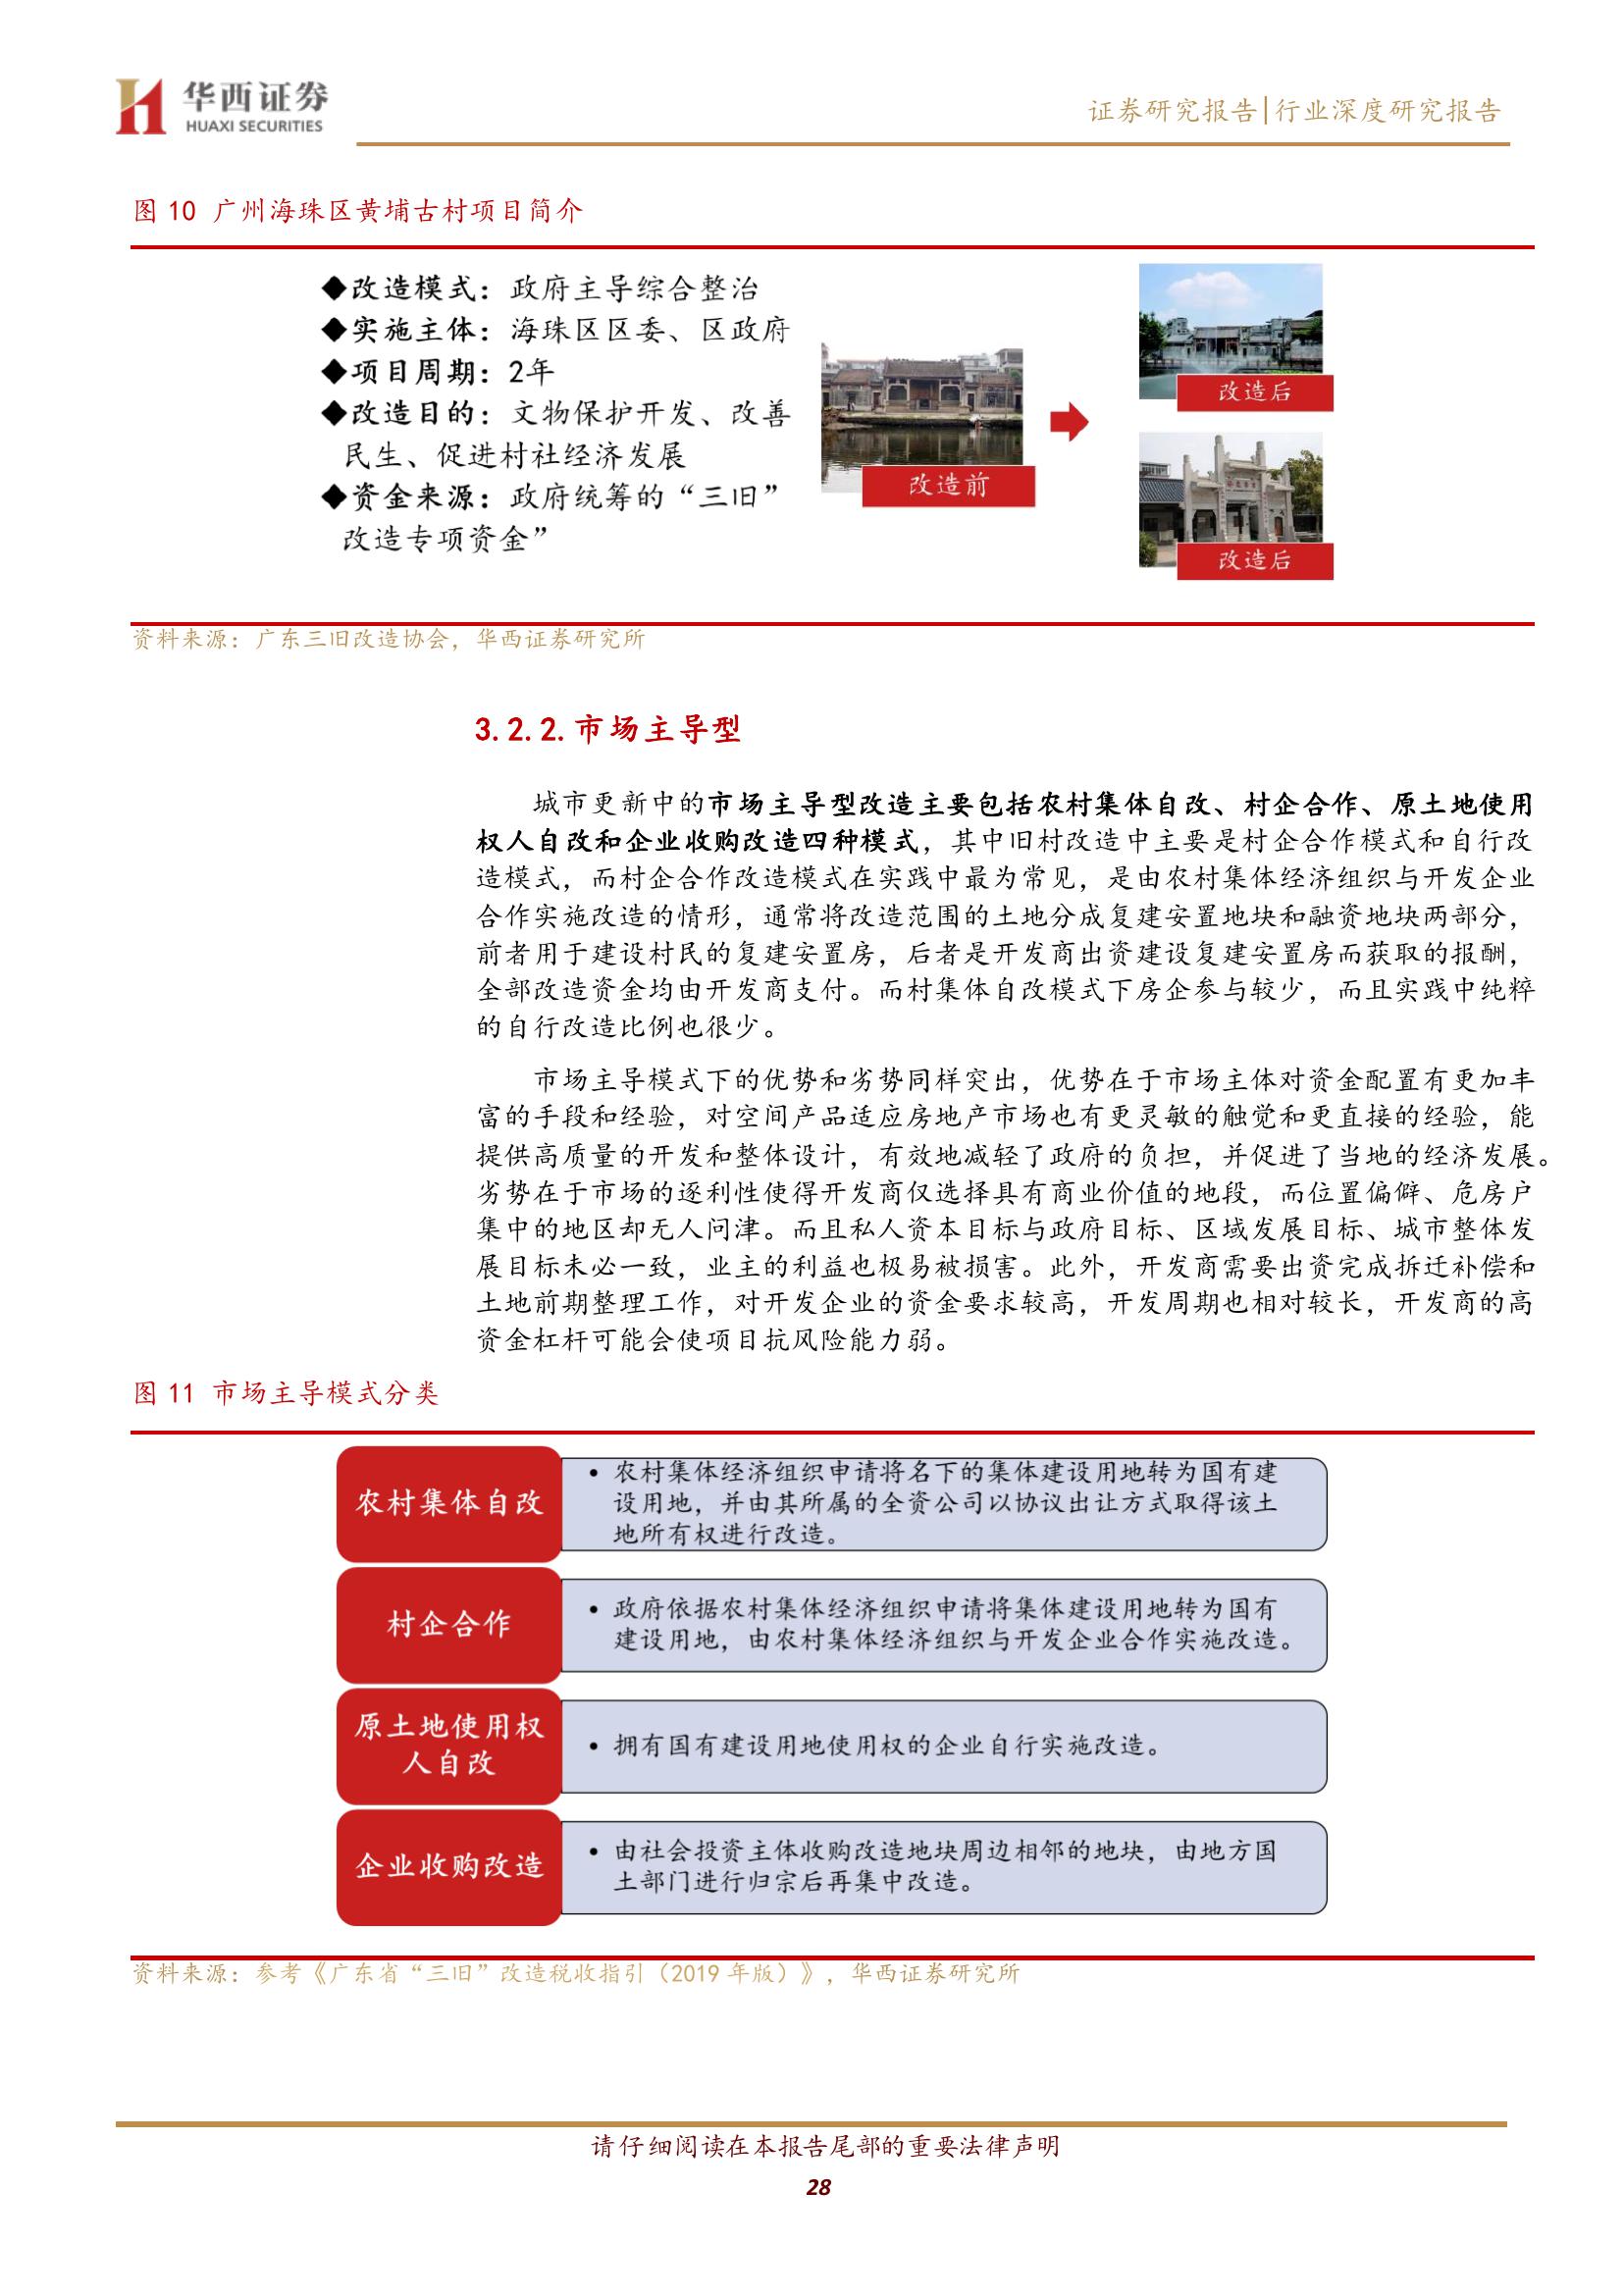 华西证券
HUAXI SECURITIES
证券研究报告|行业深度研究报告
图 10 广州海珠区黄埔古村项目简介
◆改造模式：政府主导综合整治
◆实施主体：海珠区区委、区政府
◆项目周期：2年
◆改造目的：文物保护开发、改善
民生、促进村社经济发展
◆资金来源：政府统筹的“三旧”
改造专项资金”
改造前
改造后
改造后
资料来源：广东三旧改造协会，华西证券研究所
3.2.2.市场主导型
城市更新中的市场主导型改造主要包括农村集体自改、村企合作、原土地使用
权人自改和企业收购改造四种模式，其中旧村改造中主要是村企合作模式和自行改
造模式，而村企合作改造模式在实践中最为常见，是由农村集体经济组织与开发企业
合作实施改造的情形，通常将改造范围的土地分成复建安置地块和融资地块两部分，
前者用于建设村民的复建安置房，后者是开发商出资建设复建安置房而获取的报酬，
全部改造资金均由开发商支付。而村集体自改模式下房企参与较少，而且实践中纯粹
的自行改造比例也很少。
市场主导模式下的优势和劣势同样突出，优势在于市场主体对资金配置有更加丰
富的手段和经验，对空间产品适应房地产市场也有更灵敏的触觉和更直接的经验，能
提供高质量的开发和整体设计，有效地减轻了政府的负担，并促进了当地的经济发展。
劣势在于市场的逐利性使得开发商仅选择具有商业价值的地段，而位置偏僻、危房户
集中的地区却无人问津。而且私人资本目标与政府目标、区域发展目标、城市整体发
展目标未必一致，业主的利益也极易被损害。此外，开发商需要出资完成拆迁补偿和
土地前期整理工作，对开发企业的资金要求较高，开发周期也相对较长，开发商的高
资金杠杆可能会使项目抗风险能力弱。
图 11 市场主导模式分类
农村集体自改
• 农村集体经济组织申请将名下的集体建设用地转为国有建
设用地，并由其所属的全资公司以协议出让方式取得该土
地所有权进行改造。
村企合作
• 政府依据农村集体经济组织申请将集体建设用地转为国有
建设用地，由农村集体经济组织与开发企业合作实施改造。
原土地使用权
人自改
• 拥有国有建设用地使用权的企业自行实施改造。
企业收购改造
• 由社会投资主体收购改造地块周边相邻的地块，由地方国
土部门进行归宗后再集中改造。
资料来源：参考《广东省“三旧”改造税收指引（2019 年版）》，华西证券研究所
请仔细阅读在本报告尾部的重要法律声明
28